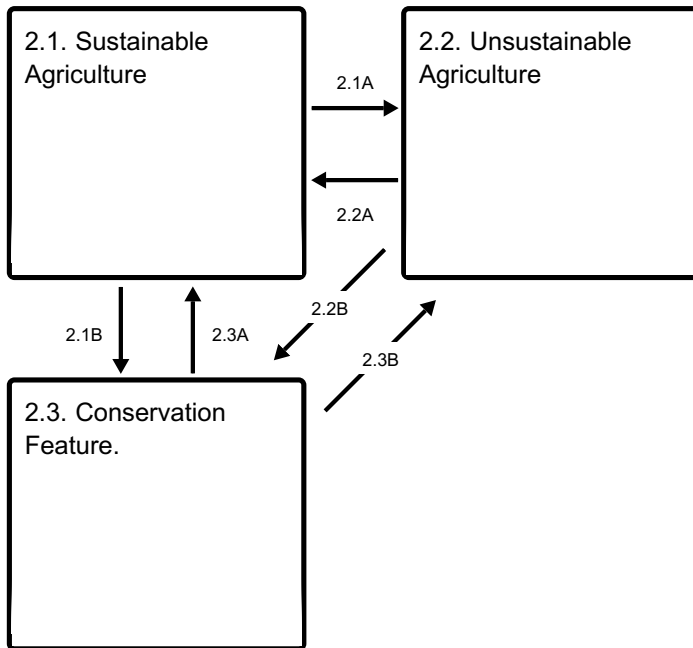 2.1. Sustainable
Agriculture
2.2. Unsustainable
Agriculture
2.1A
2.2A
2.1B
2.3A
2.2B
2.3B
2.3. Conservation
Feature.